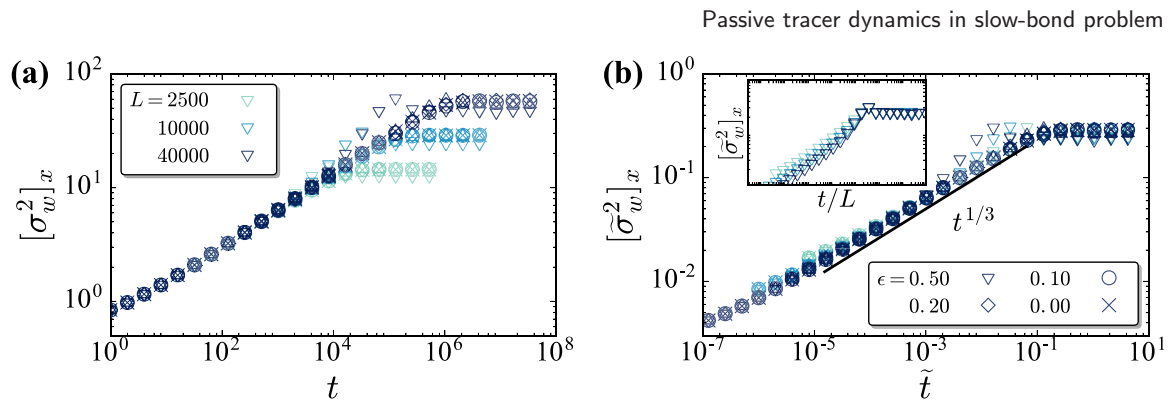 Passive tracer dynamics in slow-bond problem
(a)
10^2
10^1
10^0
[σ_w^2]_x
L = 2500
10000
40000
10^0 10^2 10^4 10^6 10^8
t
(b)
10^0
10^-1
10^-2
[σ̃_w^2]_x
[σ̃_w^2]_x
t/L
t^{1/3}
ϵ = 0.50 0.10
0.20 0.00
10^-7 10^-5 10^-3 10^-1 10^1
t̃